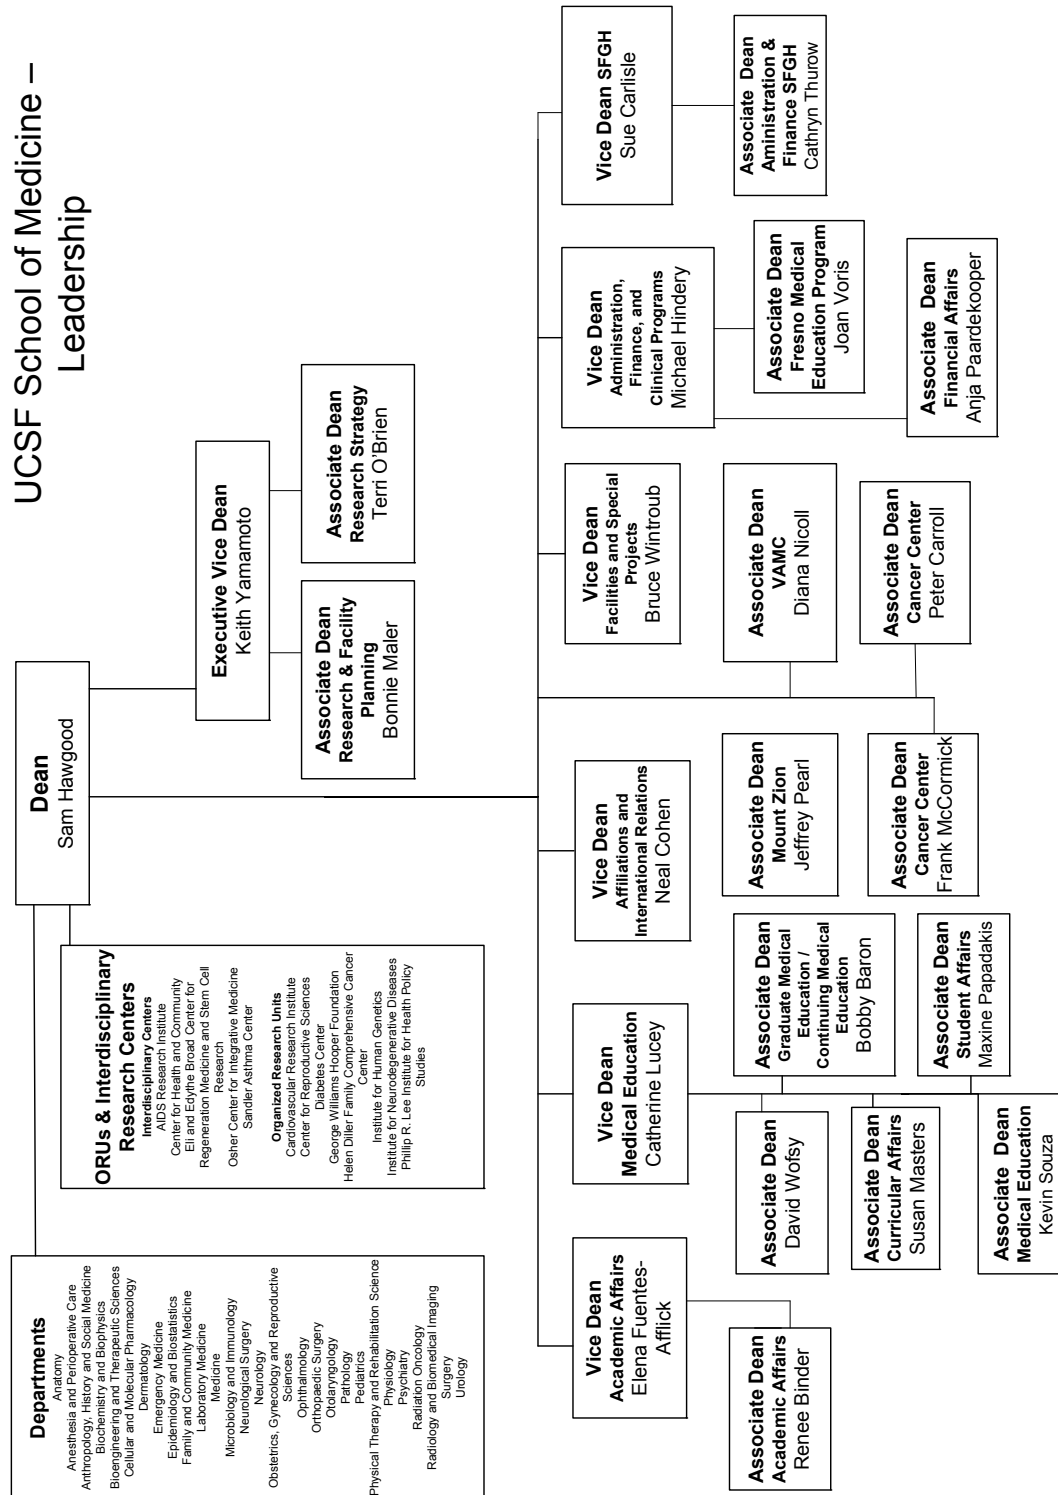 UCSF School of Medicine –
Leadership
Dean
Sam Hawgood
Executive Vice Dean
Keith Yamamoto
Associate Dean
Research & Facility
Planning
Bonnie Maler
Associate Dean
Research Strategy
Terri O'Brien
Departments
Anatomy
Anesthesia and Perioperative Care
Anthropology, History and Social Medicine
Biochemistry and Biophysics
Bioengineering and Therapeutic Sciences
Cellular and Molecular Pharmacology
Dermatology
Emergency Medicine
Epidemiology and Biostatistics
Family and Community Medicine
Laboratory Medicine
Medicine
Microbiology and Immunology
Neurological Surgery
Neurology
Obstetrics, Gynecology and Reproductive
Sciences
Ophthalmology
Orthopaedic Surgery
Otolaryngology
Pathology
Pediatrics
Physical Therapy and Rehabilitation Science
Physiology
Psychiatry
Radiation Oncology
Radiology and Biomedical Imaging
Surgery
Urology
ORUs & Interdisciplinary
Research Centers
Interdisciplinary Centers
AIDS Research Institute
Center for Health and Community
Eli and Edythe Broad Center for
Regeneration Medicine and Stem Cell
Research
Osher Center for Integrative Medicine
Sandler Asthma Center
Organized Research Units
Cardiovascular Research Institute
Center for Reproductive Sciences
Diabetes Center
George Williams Hooper Foundation
Helen Diller Family Comprehensive Cancer
Center
Institute for Human Genetics
Institute for Neurodegenerative Diseases
Phillip R. Lee Institute for Health Policy
Studies
Vice Dean
Academic Affairs
Elena Fuentes-
Afflick
Vice Dean
Medical Education
Catherine Lucey
Vice Dean
Affiliations and
International Relations
Neal Cohen
Vice Dean
Facilities and Special
Projects
Bruce Wintroub
Vice Dean
Administration,
Finance, and
Clinical Programs
Michael Hindery
Vice Dean SFGH
Sue Carlisle
Associate Dean
Academic Affairs
Renee Binder
Associate Dean
David Wofsy
Associate Dean
Graduate Medical
Education /
Continuing Medical
Education
Bobby Baron
Associate Dean
Curricular Affairs
Susan Masters
Associate Dean
Student Affairs
Maxine Papadakis
Associate Dean
Medical Education
Kevin Souza
Associate Dean
Mount Zion
Jeffrey Pearl
Associate Dean
VAMC
Diana Nicoll
Associate Dean
Cancer Center
Frank McCormick
Associate Dean
Cancer Center
Peter Carroll
Associate Dean
Fresno Medical
Education Program
Joan Voris
Associate Dean
Financial Affairs
Anja Paardekooper
Associate Dean
Aministration &
Finance SFGH
Cathryn Thurow